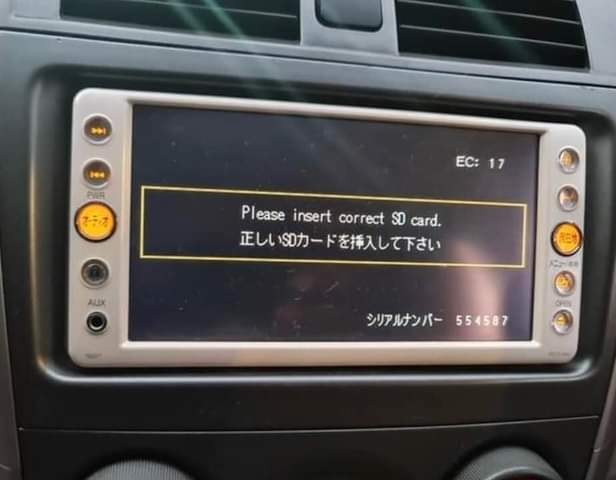 EC: 17
Please insert correct SD card.
正しいSDカードを挿入して下さい
シリアルナンバー 554587
PWR
オーディオ
AUX
現在地
OPEN